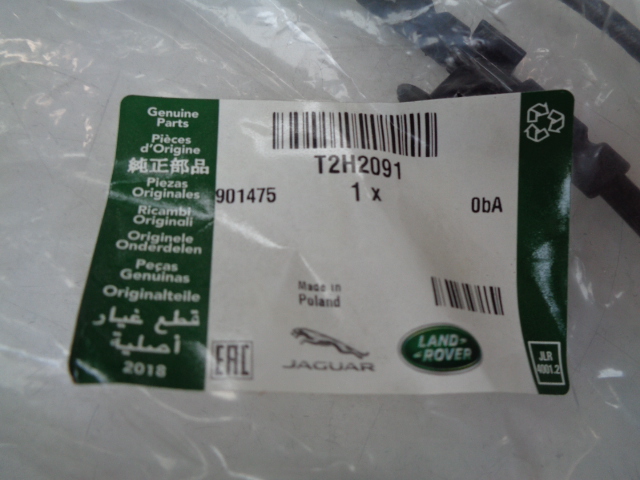 Genuine
Parts
Pièces
d'Origine
純正部品
Piezas
Originales
Ricambi
Originali
Originele
Onderdelen
Peças
Genuínas
Originalteile
قطع غيار
أصلية
2018
T2H2091
901475
1 x
0bA
Made in
Poland
EAC
JAGUAR
LAND
ROVER
JLR
4001.2